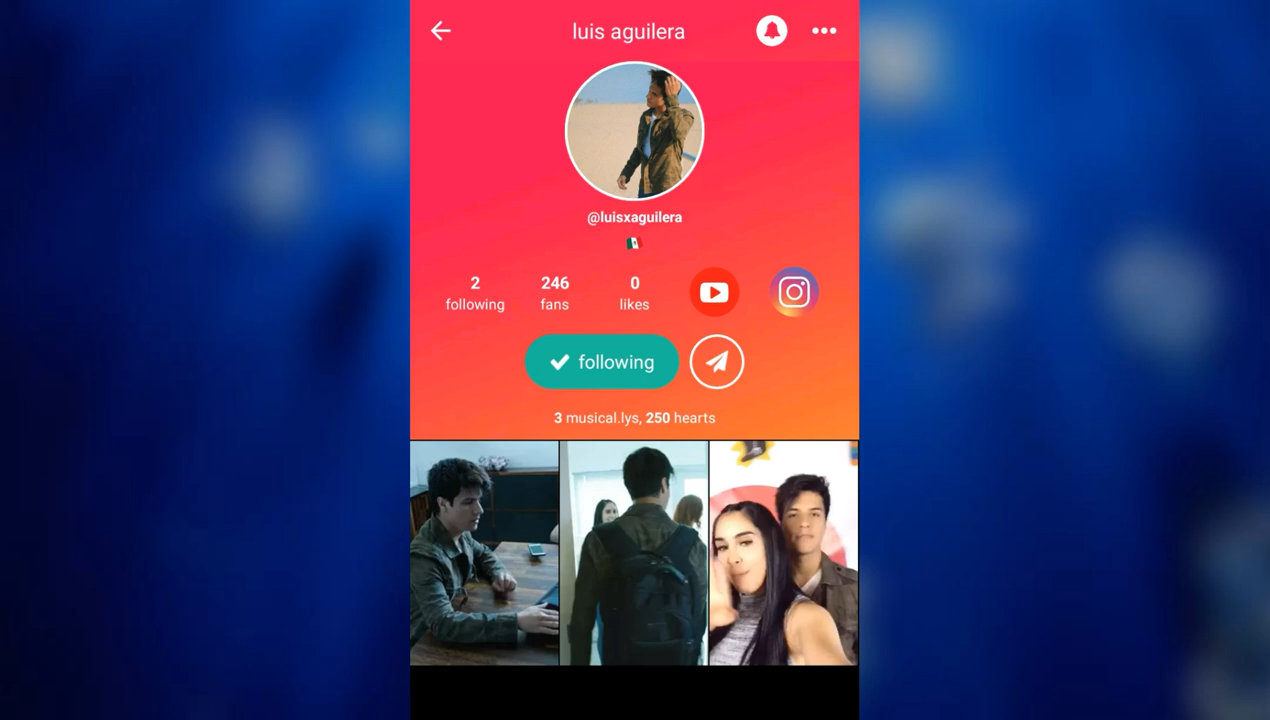 luis aguilera
@luisxaguilera
2 246 0
following fans likes
following
3 musical.lys, 250 hearts